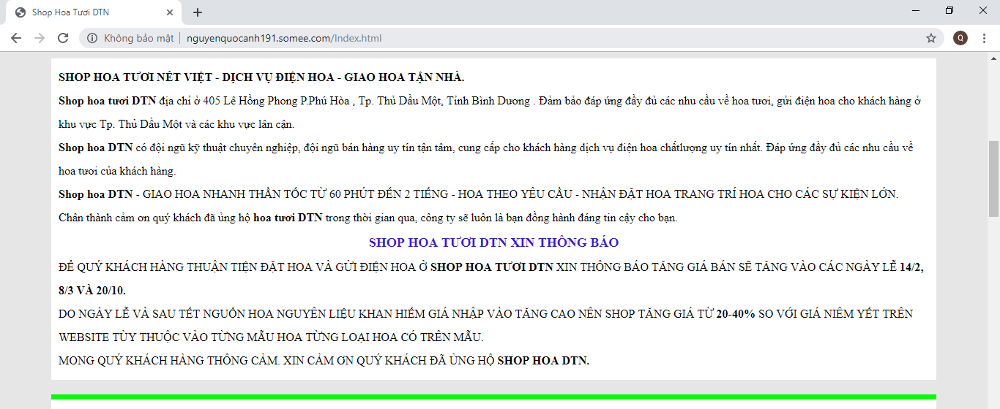 Shop Hoa Tươi DTN
Không bảo mật | nguyenquocanh191.somee.com/Index.html
Q
SHOP HOA TƯƠI NÉT VIỆT - DỊCH VỤ ĐIỆN HOA - GIAO HOA TẬN NHÀ.
Shop hoa tươi DTN địa chỉ ở 405 Lê Hồng Phong P.Phú Hòa , Tp. Thủ Dầu Một, Tỉnh Bình Dương . Đảm bảo đáp ứng đầy đủ các nhu cầu về hoa tươi, gửi điện hoa cho khách hàng ở
khu vực Tp. Thủ Dầu Một và các khu vực lân cận.
Shop hoa DTN có đội ngũ kỹ thuật chuyên nghiệp, đội ngũ bán hàng uy tín tận tâm, cung cấp cho khách hàng dịch vụ điện hoa chấtlượng uy tín nhất. Đáp ứng đầy đủ các nhu cầu về
hoa tươi của khách hàng.
Shop hoa DTN - GIAO HOA NHANH THẦN TỐC TỪ 60 PHÚT ĐẾN 2 TIẾNG - HOA THEO YÊU CẦU - NHẬN ĐẶT HOA TRANG TRÍ HOA CHO CÁC SỰ KIỆN LỚN.
Chân thành cảm ơn quý khách đã ủng hộ hoa tươi DTN trong thời gian qua, công ty sẽ luôn là bạn đồng hành đáng tin cậy cho bạn.
SHOP HOA TƯƠI DTN XIN THÔNG BÁO
ĐỂ QUÝ KHÁCH HÀNG THUẬN TIỆN ĐẶT HOA VÀ GỬI ĐIỆN HOA Ở SHOP HOA TƯƠI DTN XIN THÔNG BÁO TĂNG GIÁ BÁN SẼ TĂNG VÀO CÁC NGÀY LỄ 14/2,
8/3 VÀ 20/10.
DO NGÀY LỄ VÀ SAU TẾT NGUỒN HOA NGUYÊN LIỆU KHAN HIẾM GIÁ NHẬP VÀO TĂNG CAO NÊN SHOP TĂNG GIÁ TỪ 20-40% SO VỚI GIÁ NIÊM YẾT TRÊN
WEBSITE TÙY THUỘC VÀO TỪNG MẪU HOA TỪNG LOẠI HOA CÓ TRÊN MẪU.
MONG QUÝ KHÁCH HÀNG THÔNG CẢM. XIN CẢM ƠN QUÝ KHÁCH ĐÃ ỦNG HỘ SHOP HOA DTN.